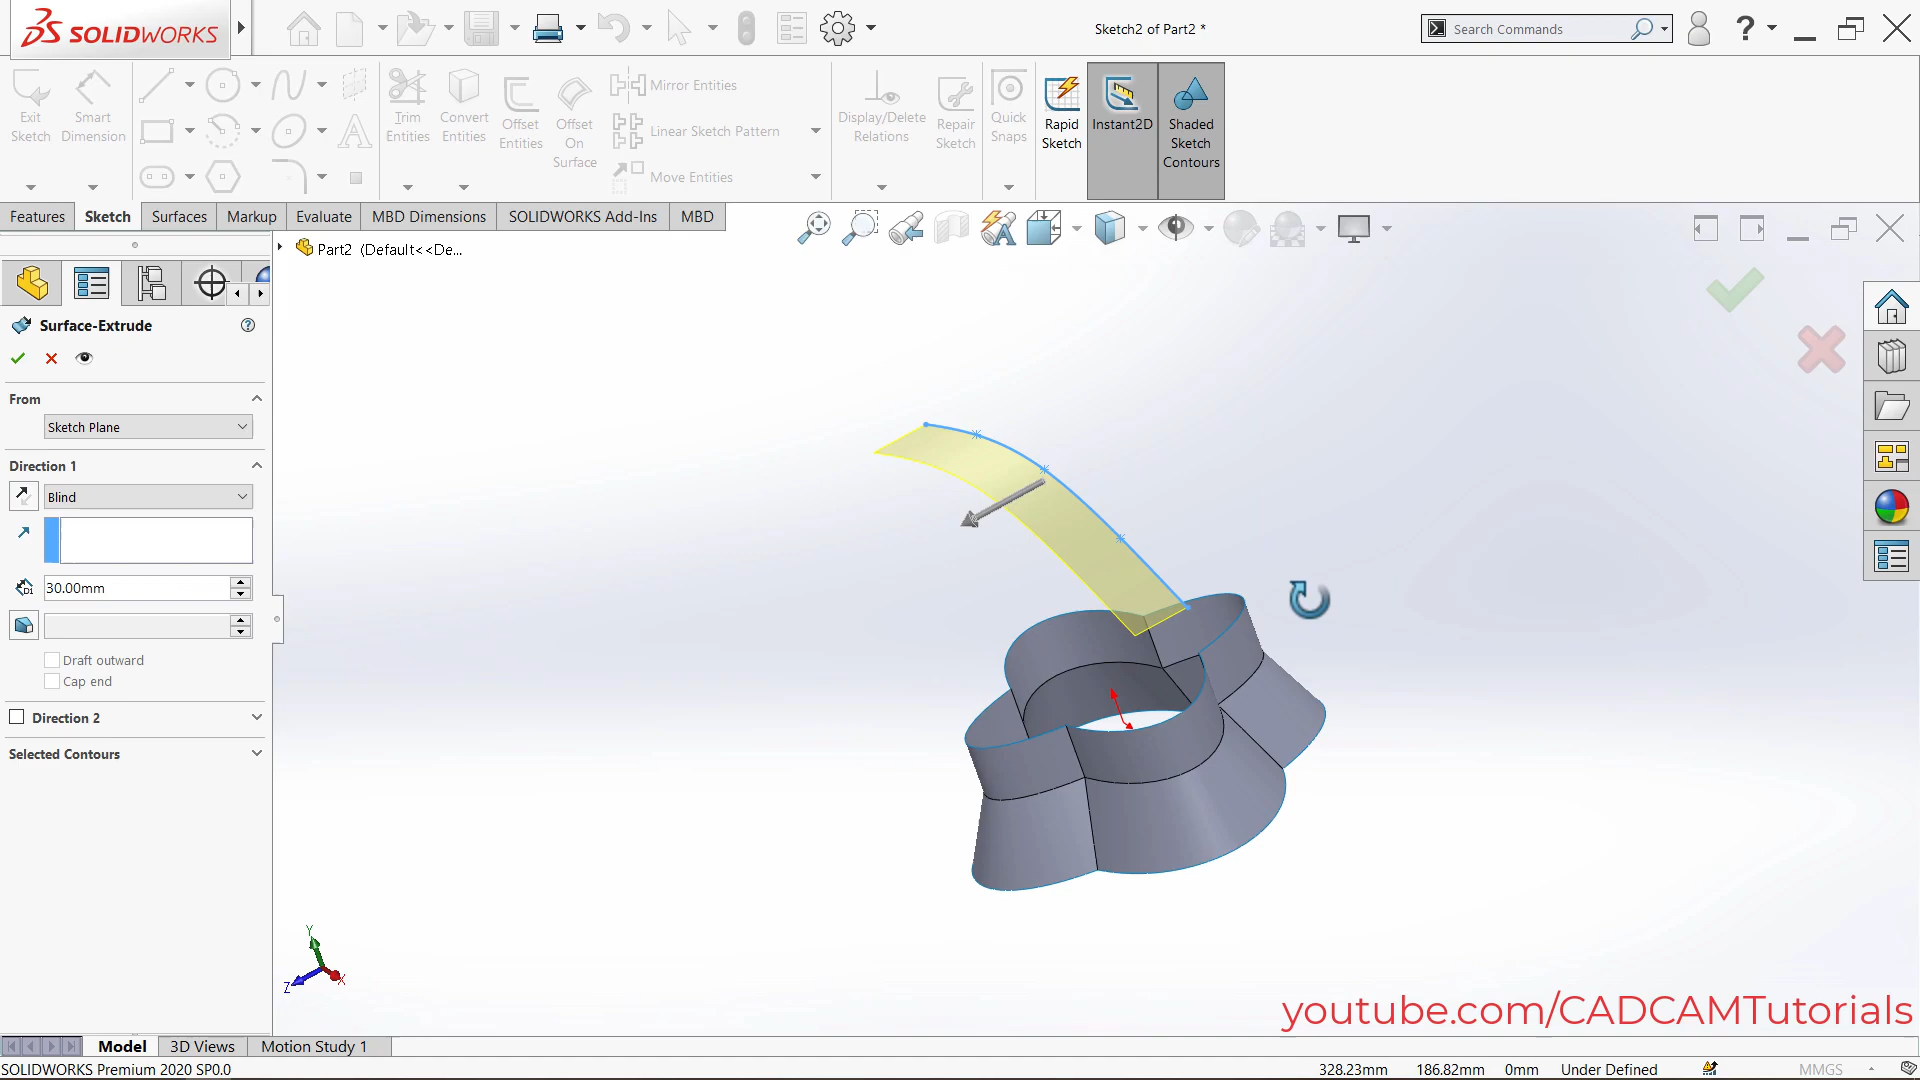 SOLIDWORKS
Sketch2 of Part2 *
Search Commands
?
Exit Sketch
Smart Dimension
Trim Entities
Convert Entities
Offset Entities
Offset On Surface
Mirror Entities
Linear Sketch Pattern
Move Entities
Display/Delete Relations
Repair Sketch
Quick Snaps
Rapid Sketch
Instant2D
Shaded Sketch Contours
Features
Sketch
Surfaces
Markup
Evaluate
MBD Dimensions
SOLIDWORKS Add-Ins
MBD
Part2 (Default<<De...
Surface-Extrude
From
Sketch Plane
Direction 1
Blind
30.00mm
Draft outward
Cap end
Direction 2
Selected Contours
Y
Z
X
youtube.com/CADCAMTutorials
Model
3D Views
Motion Study 1
SOLIDWORKS Premium 2020 SP0.0
328.23mm
186.82mm
0mm
Under Defined
MMGS